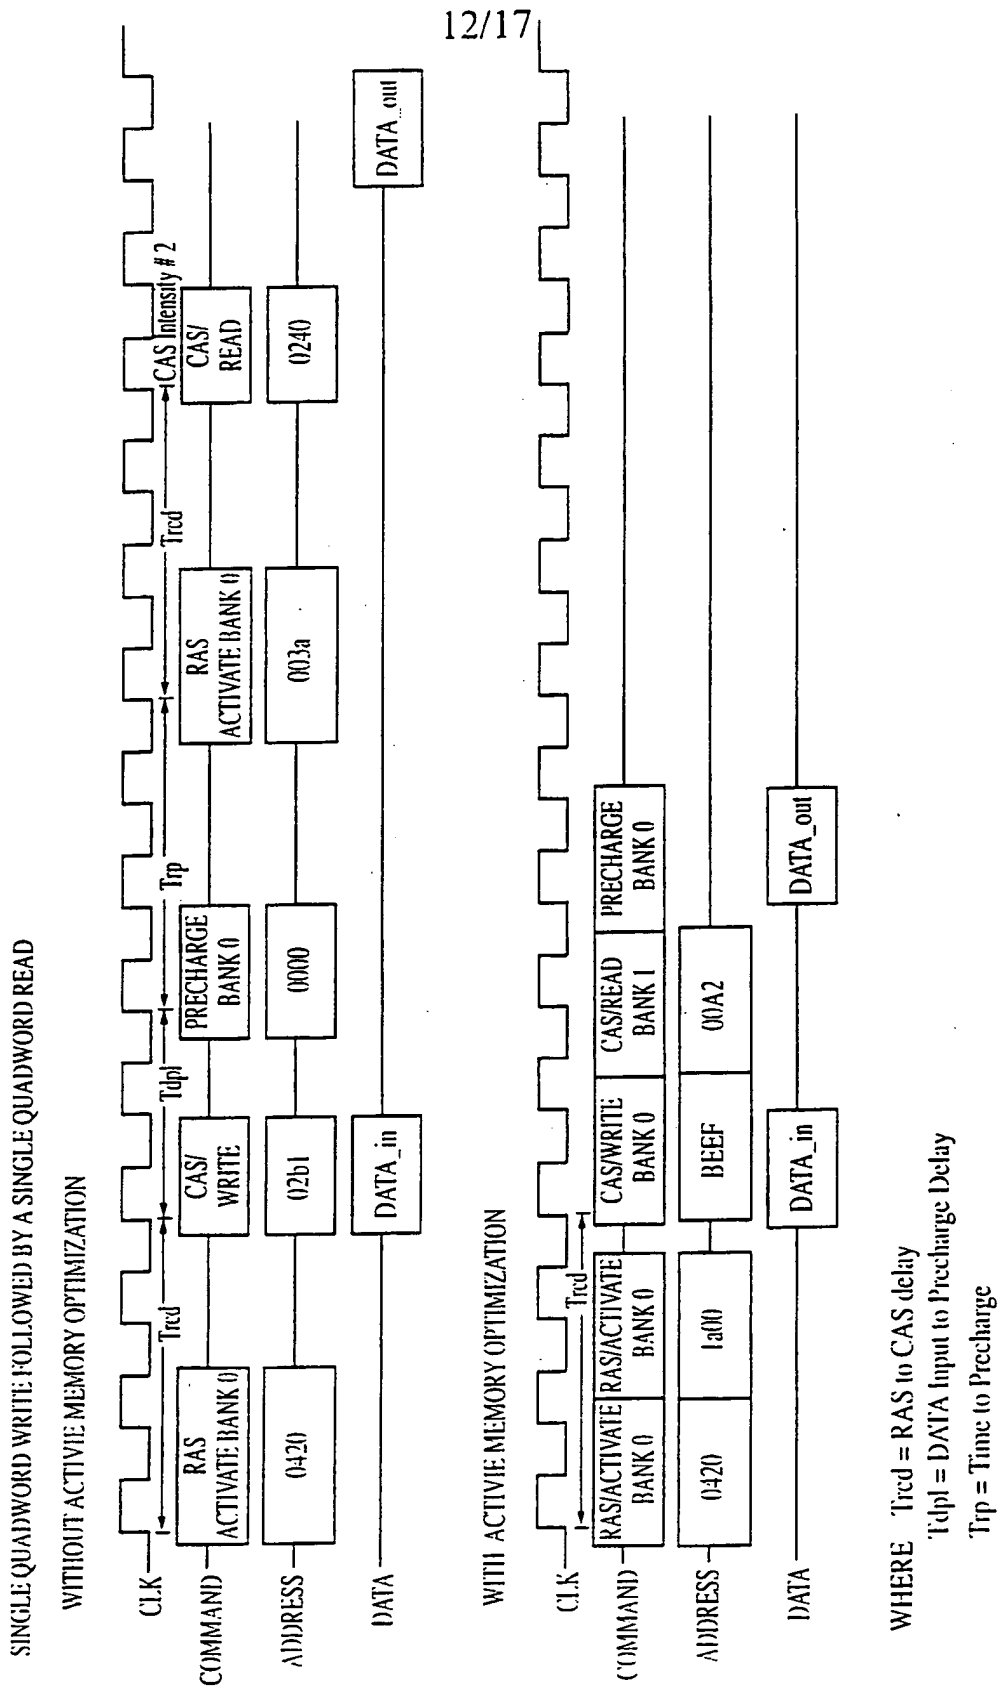 12/17
SINGLE QUADWORD WRITE FOLLOWED BY A SINGLE QUADWORD READ
WITHOUT ACTIVIE MEMORY OPTIMIZATION
CLK
Trcd
Tdpl
Trp
Trcd
CAS Intensity # 2
COMMAND
RAS
ACTIVATE BANK 0
CAS/
WRITE
PRECHARGE
BANK 0
RAS
ACTIVATE BANK 0
CAS/
READ
ADDRESS
0420
02b1
0000
003a
0240
DATA
DATA_in
DATA_out
WITH ACTIVIE MEMORY OPTIMIZATION
CLK
Trcd
COMMAND
RAS/ACTIVATE
BANK 0
RAS/ACTIVATE
BANK 0
CAS/WRITE
BANK 0
CAS/READ
BANK 1
PRECHARGE
BANK 0
ADDRESS
0420
1a00
BEEF
00A2
DATA
DATA_in
DATA_out
WHERE Trcd = RAS to CAS delay
Tdpl = DATA Input to Precharge Delay
Trp = Time to Precharge